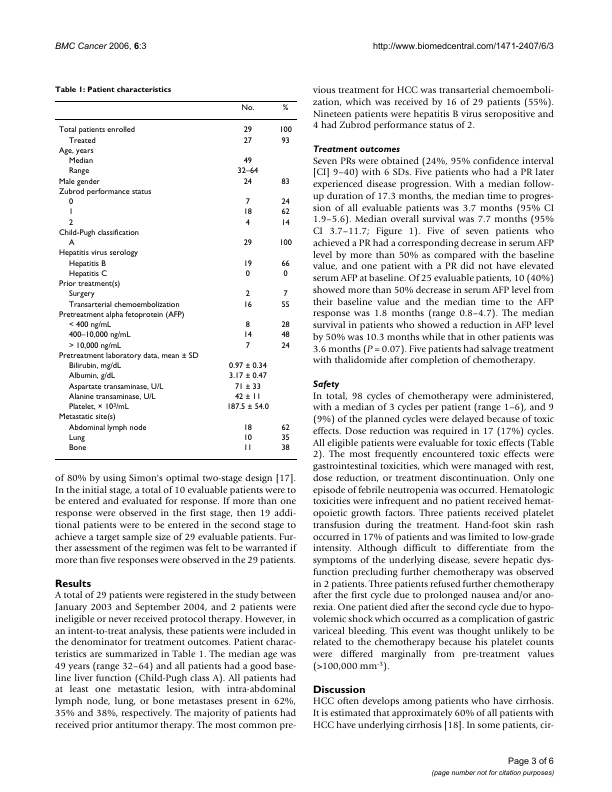 BMC Cancer 2006, 6:3
http://www.biomedcentral.com/1471-2407/6/3
Table 1: Patient characteristics
No. %
Total patients enrolled 29 100
Treated 27 93
Age, years
Median 49
Range 32–64
Male gender 24 83
Zubrod performance status
0 7 24
1 18 62
2 4 14
Child-Pugh classification
A 29 100
Hepatitis virus serology
Hepatitis B 19 66
Hepatitis C 0 0
Prior treatment(s)
Surgery 2 7
Transarterial chemoembolization 16 55
Pretreatment alpha fetoprotein (AFP)
< 400 ng/mL 8 28
400–10,000 ng/mL 14 48
> 10,000 ng/mL 7 24
Pretreatment laboratory data, mean ± SD
Bilirubin, mg/dL 0.97 ± 0.34
Albumin, g/dL 3.17 ± 0.47
Aspartate transaminase, U/L 71 ± 33
Alanine transaminase, U/L 42 ± 11
Platelet, × 10³/mL 187.5 ± 54.0
Metastatic site(s)
Abdominal lymph node 18 62
Lung 10 35
Bone 11 38
of 80% by using Simon's optimal two-stage design [17].
In the initial stage, a total of 10 evaluable patients were to
be entered and evaluated for response. If more than one
response were observed in the first stage, then 19 addi-
tional patients were to be entered in the second stage to
achieve a target sample size of 29 evaluable patients. Fur-
ther assessment of the regimen was felt to be warranted if
more than five responses were observed in the 29 patients.
Results
A total of 29 patients were registered in the study between
January 2003 and September 2004, and 2 patients were
ineligible or never received protocol therapy. However, in
an intent-to-treat analysis, these patients were included in
the denominator for treatment outcomes. Patient charac-
teristics are summarized in Table 1. The median age was
49 years (range 32–64) and all patients had a good base-
line liver function (Child-Pugh class A). All patients had
at least one metastatic lesion, with intra-abdominal
lymph node, lung, or bone metastases present in 62%,
35% and 38%, respectively. The majority of patients had
received prior antitumor therapy. The most common pre-
vious treatment for HCC was transarterial chemoemboli-
zation, which was received by 16 of 29 patients (55%).
Nineteen patients were hepatitis B virus seropositive and
4 had Zubrod performance status of 2.
Treatment outcomes
Seven PRs were obtained (24%, 95% confidence interval
[CI] 9–40) with 6 SDs. Five patients who had a PR later
experienced disease progression. With a median follow-
up duration of 17.3 months, the median time to progres-
sion of all evaluable patients was 3.7 months (95% CI
1.9–5.6). Median overall survival was 7.7 months (95%
CI 3.7–11.7; Figure 1). Five of seven patients who
achieved a PR had a corresponding decrease in serum AFP
level by more than 50% as compared with the baseline
value, and one patient with a PR did not have elevated
serum AFP at baseline. Of 25 evaluable patients, 10 (40%)
showed more than 50% decrease in serum AFP level from
their baseline value and the median time to the AFP
response was 1.8 months (range 0.8–4.7). The median
survival in patients who showed a reduction in AFP level
by 50% was 10.3 months while that in other patients was
3.6 months (P = 0.07). Five patients had salvage treatment
with thalidomide after completion of chemotherapy.
Safety
In total, 98 cycles of chemotherapy were administered,
with a median of 3 cycles per patient (range 1–6), and 9
(9%) of the planned cycles were delayed because of toxic
effects. Dose reduction was required in 17 (17%) cycles.
All eligible patients were evaluable for toxic effects (Table
2). The most frequently encountered toxic effects were
gastrointestinal toxicities, which were managed with rest,
dose reduction, or treatment discontinuation. Only one
episode of febrile neutropenia was occurred. Hematologic
toxicities were infrequent and no patient received hemat-
opoietic growth factors. Three patients received platelet
transfusion during the treatment. Hand-foot skin rash
occurred in 17% of patients and was limited to low-grade
intensity. Although difficult to differentiate from the
symptoms of the underlying disease, severe hepatic dys-
function precluding further chemotherapy was observed
in 2 patients. Three patients refused further chemotherapy
after the first cycle due to prolonged nausea and/or ano-
rexia. One patient died after the second cycle due to hypo-
volemic shock which occurred as a complication of gastric
variceal bleeding. This event was thought unlikely to be
related to the chemotherapy because his platelet counts
were differed marginally from pre-treatment values
(>100,000 mm⁻³).
Discussion
HCC often develops among patients who have cirrhosis.
It is estimated that approximately 60% of all patients with
HCC have underlying cirrhosis [18]. In some patients, cir-
Page 3 of 6
(page number not for citation purposes)